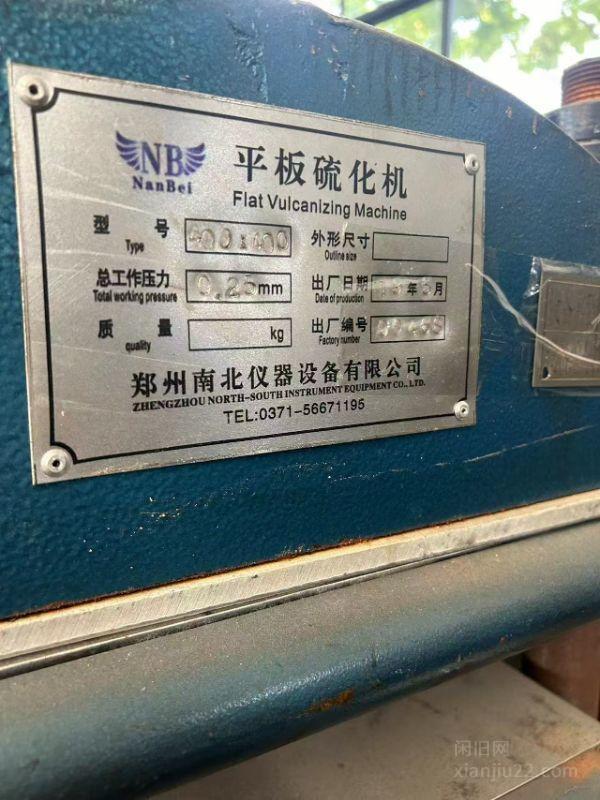 NB
NanBei
平板硫化机
Flat Vulcanizing Machine
型 号 400x400 外形尺寸
Type Outline size
总工作压力 0.25mm 出厂日期 年 月
Total working pressure Date of production
质 量 kg 出厂编号
quality Factory number
郑州南北仪器设备有限公司
ZHENGZHOU NORTH-SOUTH INSTRUMENT EQUIPMENT CO., LTD.
TEL:0371-56671195
闲旧网
xianjiu22.com